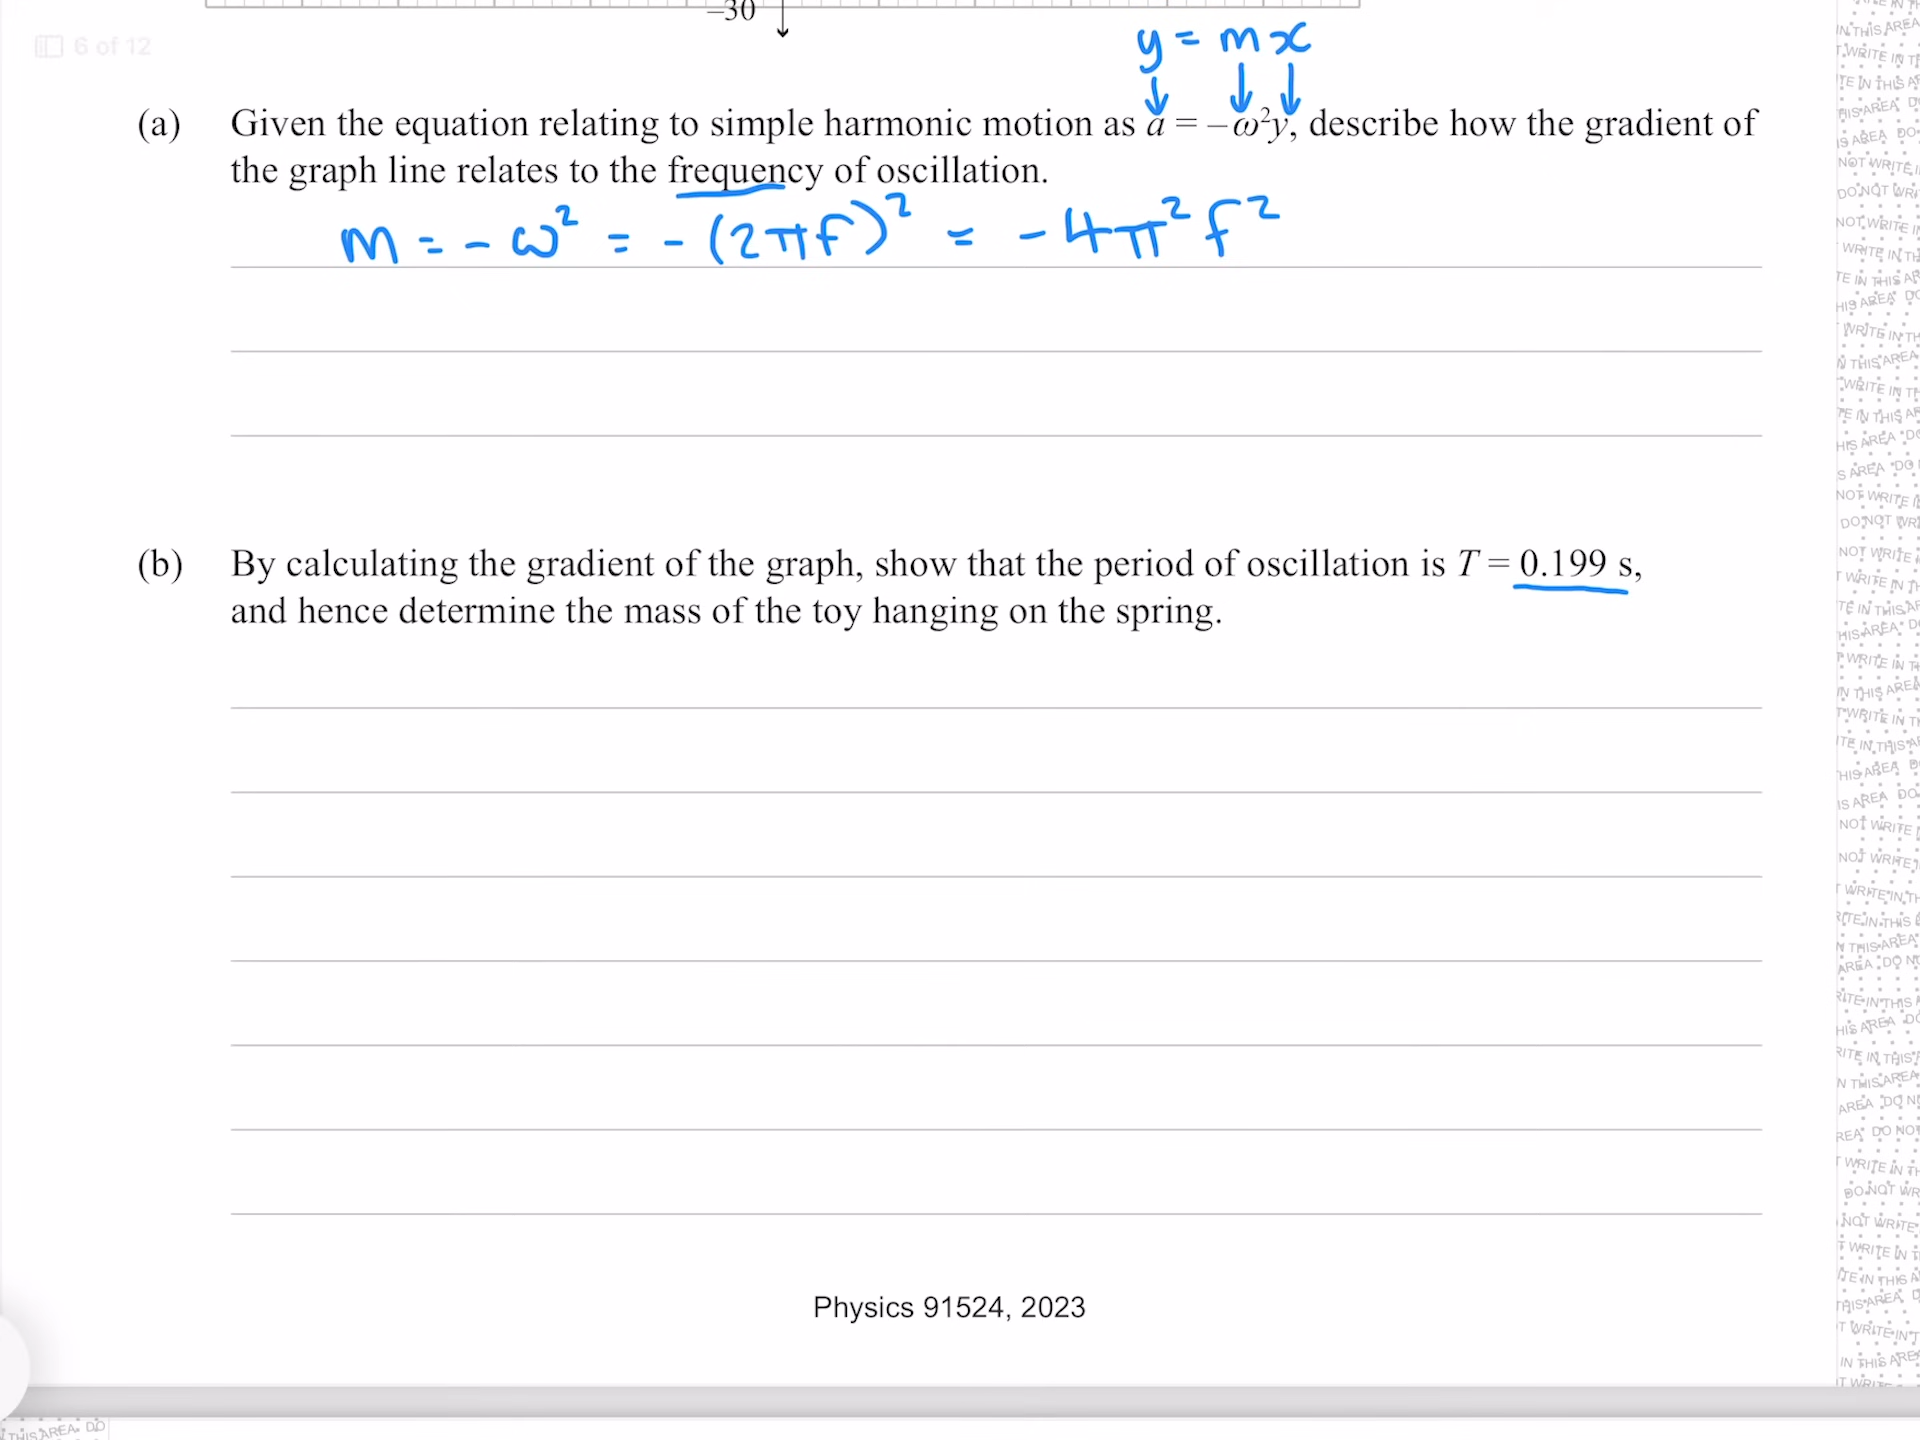 –30
6 of 12
y = mx
(a) Given the equation relating to simple harmonic motion as a = –ω²y, describe how the gradient of
the graph line relates to the frequency of oscillation.
m = - ω² = - (2πf)² = - 4π² f²
(b) By calculating the gradient of the graph, show that the period of oscillation is T = 0.199 s,
and hence determine the mass of the toy hanging on the spring.
Physics 91524, 2023